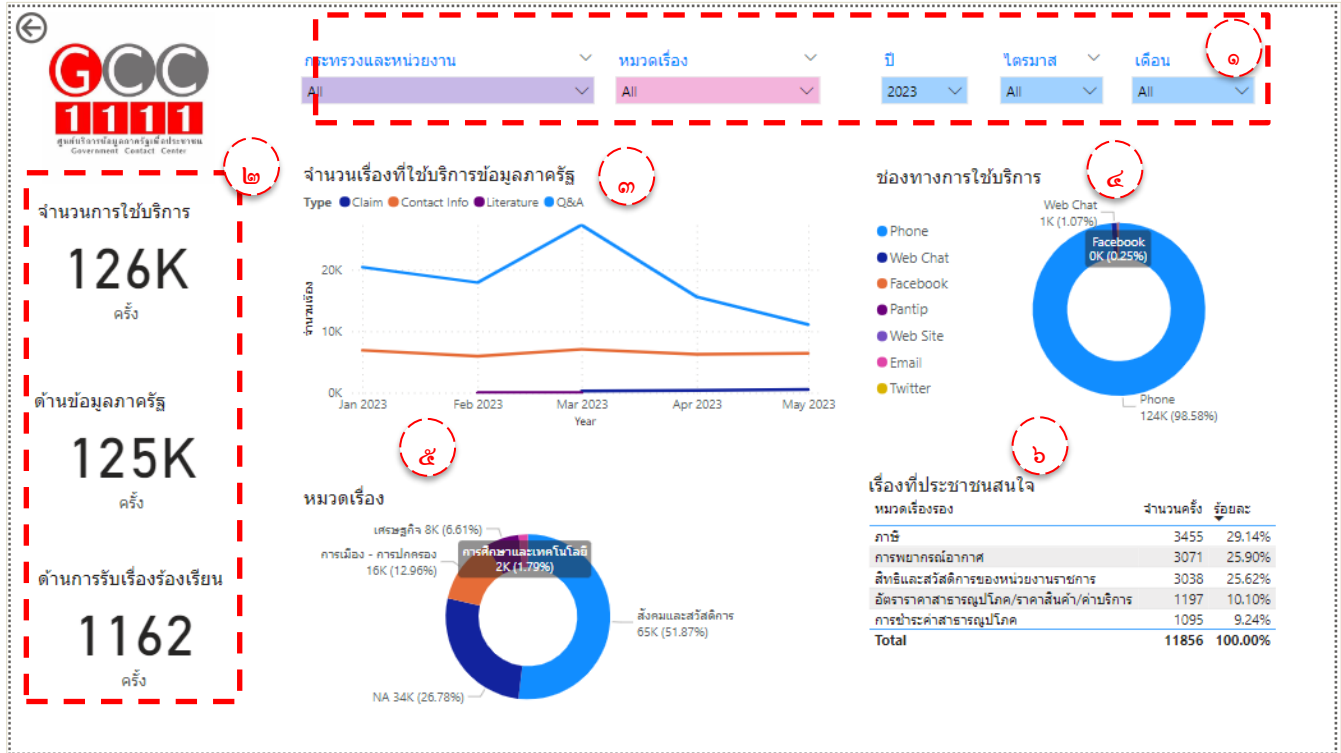 GCC
1111
ศูนย์บริการข้อมูลภาครัฐเพื่อประชาชน
Government Contact Center
กระทรวงและหน่วยงาน
All
หมวดเรื่อง
All
ปี
2023
ไตรมาส
All
เดือน
All
๑
๒
จำนวนการใช้บริการ
126K
ครั้ง
ด้านข้อมูลภาครัฐ
125K
ครั้ง
ด้านการรับเรื่องร้องเรียน
1162
ครั้ง
จำนวนเรื่องที่ใช้บริการข้อมูลภาครัฐ
๓
Type Claim Contact Info Literature Q&A
จำนวนเรื่อง
20K
10K
0K
Jan 2023 Feb 2023 Mar 2023 Apr 2023 May 2023
Year
ช่องทางการใช้บริการ
๔
Phone
Web Chat
Facebook
Pantip
Web Site
Email
Twitter
Web Chat
1K (1.07%)
Facebook
0K (0.25%)
Phone
124K (98.58%)
๕
หมวดเรื่อง
เศรษฐกิจ 8K (6.61%)
การเมือง - การปกครอง
16K (12.96%)
การศึกษาและเทคโนโลยี
2K (1.79%)
สังคมและสวัสดิการ
65K (51.87%)
NA 34K (26.78%)
๖
เรื่องที่ประชาชนสนใจ
หมวดเรื่องรอง จำนวนครั้ง ร้อยละ
ภาษี 3455 29.14%
การพยากรณ์อากาศ 3071 25.90%
สิทธิและสวัสดิการของหน่วยงานราชการ 3038 25.62%
อัตราราคาสาธารณูปโภค/ราคาสินค้า/ค่าบริการ 1197 10.10%
การชำระค่าสาธารณูปโภค 1095 9.24%
Total 11856 100.00%